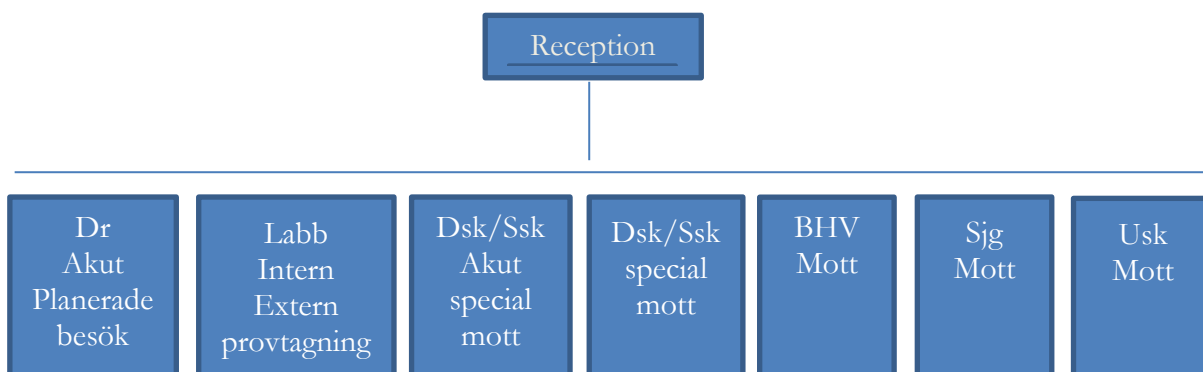 Reception
Dr
Akut
Planerade
besök
Labb
Intern
Extern
provtagning
Dsk/Ssk
Akut
special
mott
Dsk/Ssk
special
mott
BHV
Mott
Sjg
Mott
Usk
Mott